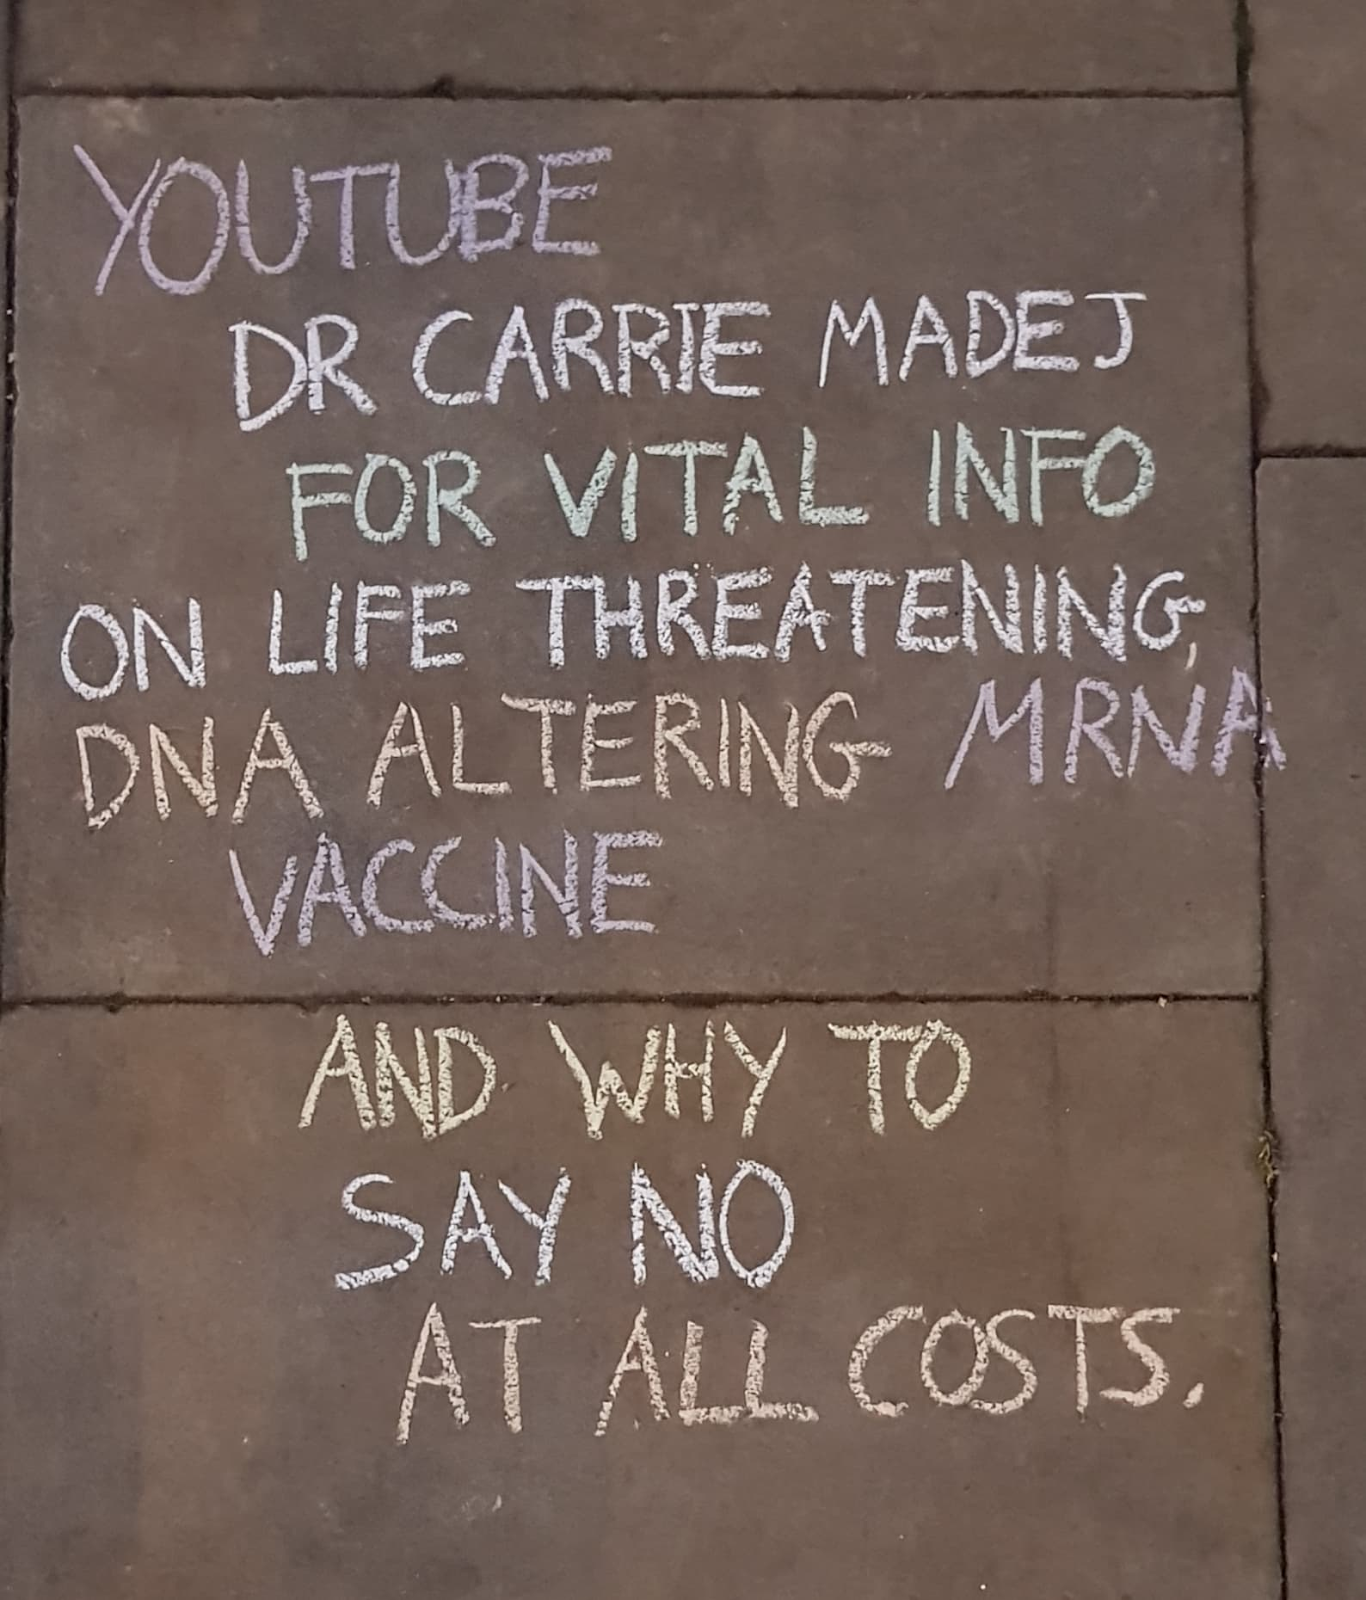 YOUTUBE
DR CARRIE MADEJ
FOR VITAL INFO
ON LIFE THREATENING,
DNA ALTERING MRNA
VACCINE
AND WHY TO
SAY NO
AT ALL COSTS.